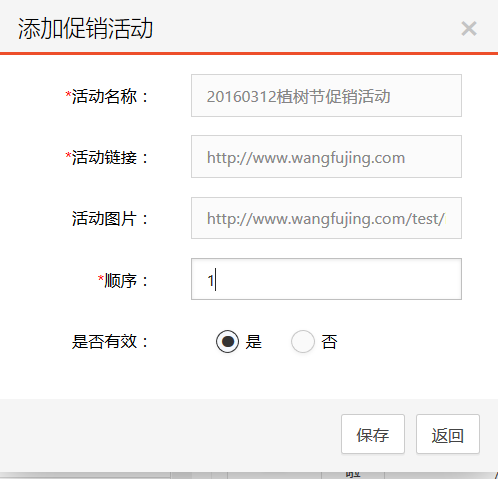 添加促销活动 ×
*活动名称： 20160312植树节促销活动
*活动链接： http://www.wangfujing.com
活动图片： http://www.wangfujing.com/test/
*顺序： 1
是否有效： 是 否
保存 返回